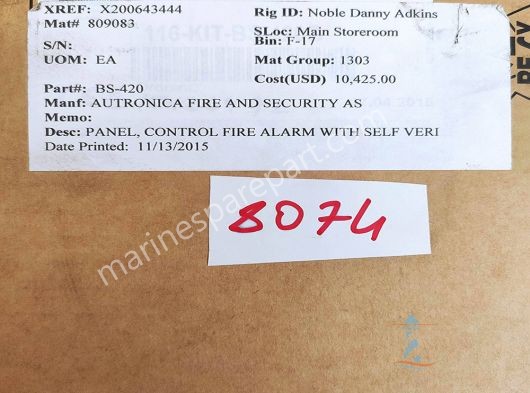 XREF: X200643444 Rig ID: Noble Danny Adkins
Mat# 809083 SLoc: Main Storeroom
S/N: Bin: F-17
UOM: EA Mat Group: 1303
Cost(USD) 10,425.00
Part#: BS-420
Manf: AUTRONICA FIRE AND SECURITY AS
Memo:
Desc: PANEL, CONTROL FIRE ALARM WITH SELF VERI
Date Printed: 11/13/2015
8074
marinesparepart.com